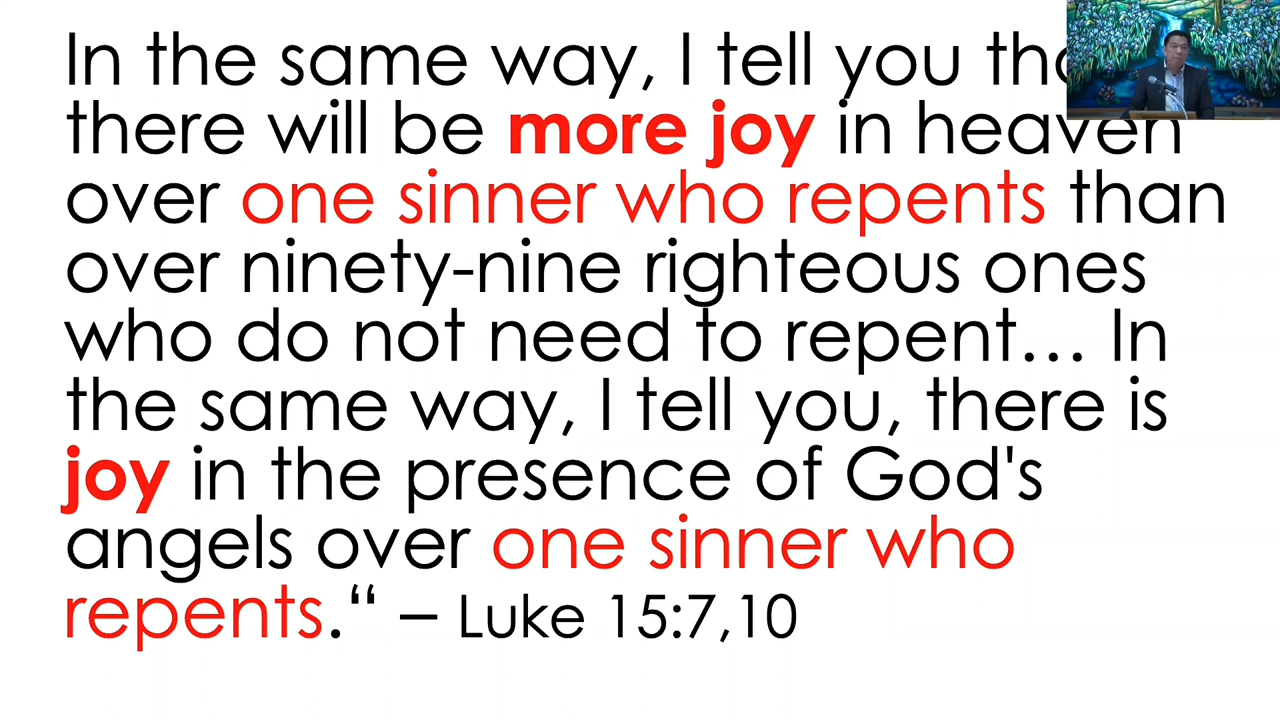 In the same way, I tell you
there will be more joy in heaven
over one sinner who repents than
over ninety-nine righteous ones
who do not need to repent… In
the same way, I tell you, there is
joy in the presence of God's
angels over one sinner who
repents.“ – Luke 15:7,10